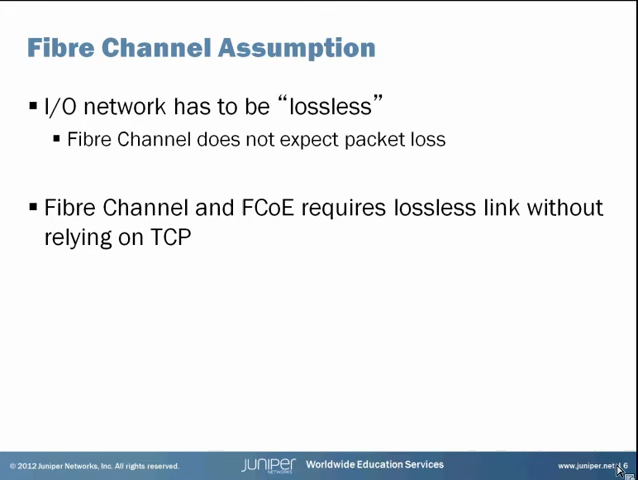 Fibre Channel Assumption
▪ I/O network has to be “lossless”
▪ Fibre Channel does not expect packet loss
▪ Fibre Channel and FCoE requires lossless link without
relying on TCP
© 2012 Juniper Networks, Inc. All rights reserved.
JUNIPER
NETWORKS
Worldwide Education Services
www.juniper.net
6